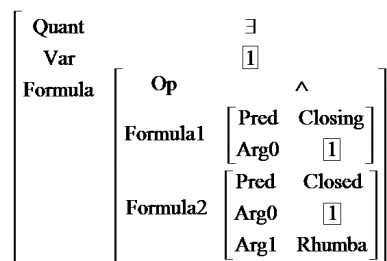 Quant ∃
Var 1
Formula Op ∧
Formula1 Pred Closing
Arg0 1
Formula2 Pred Closed
Arg0 1
Arg1 Rhumba